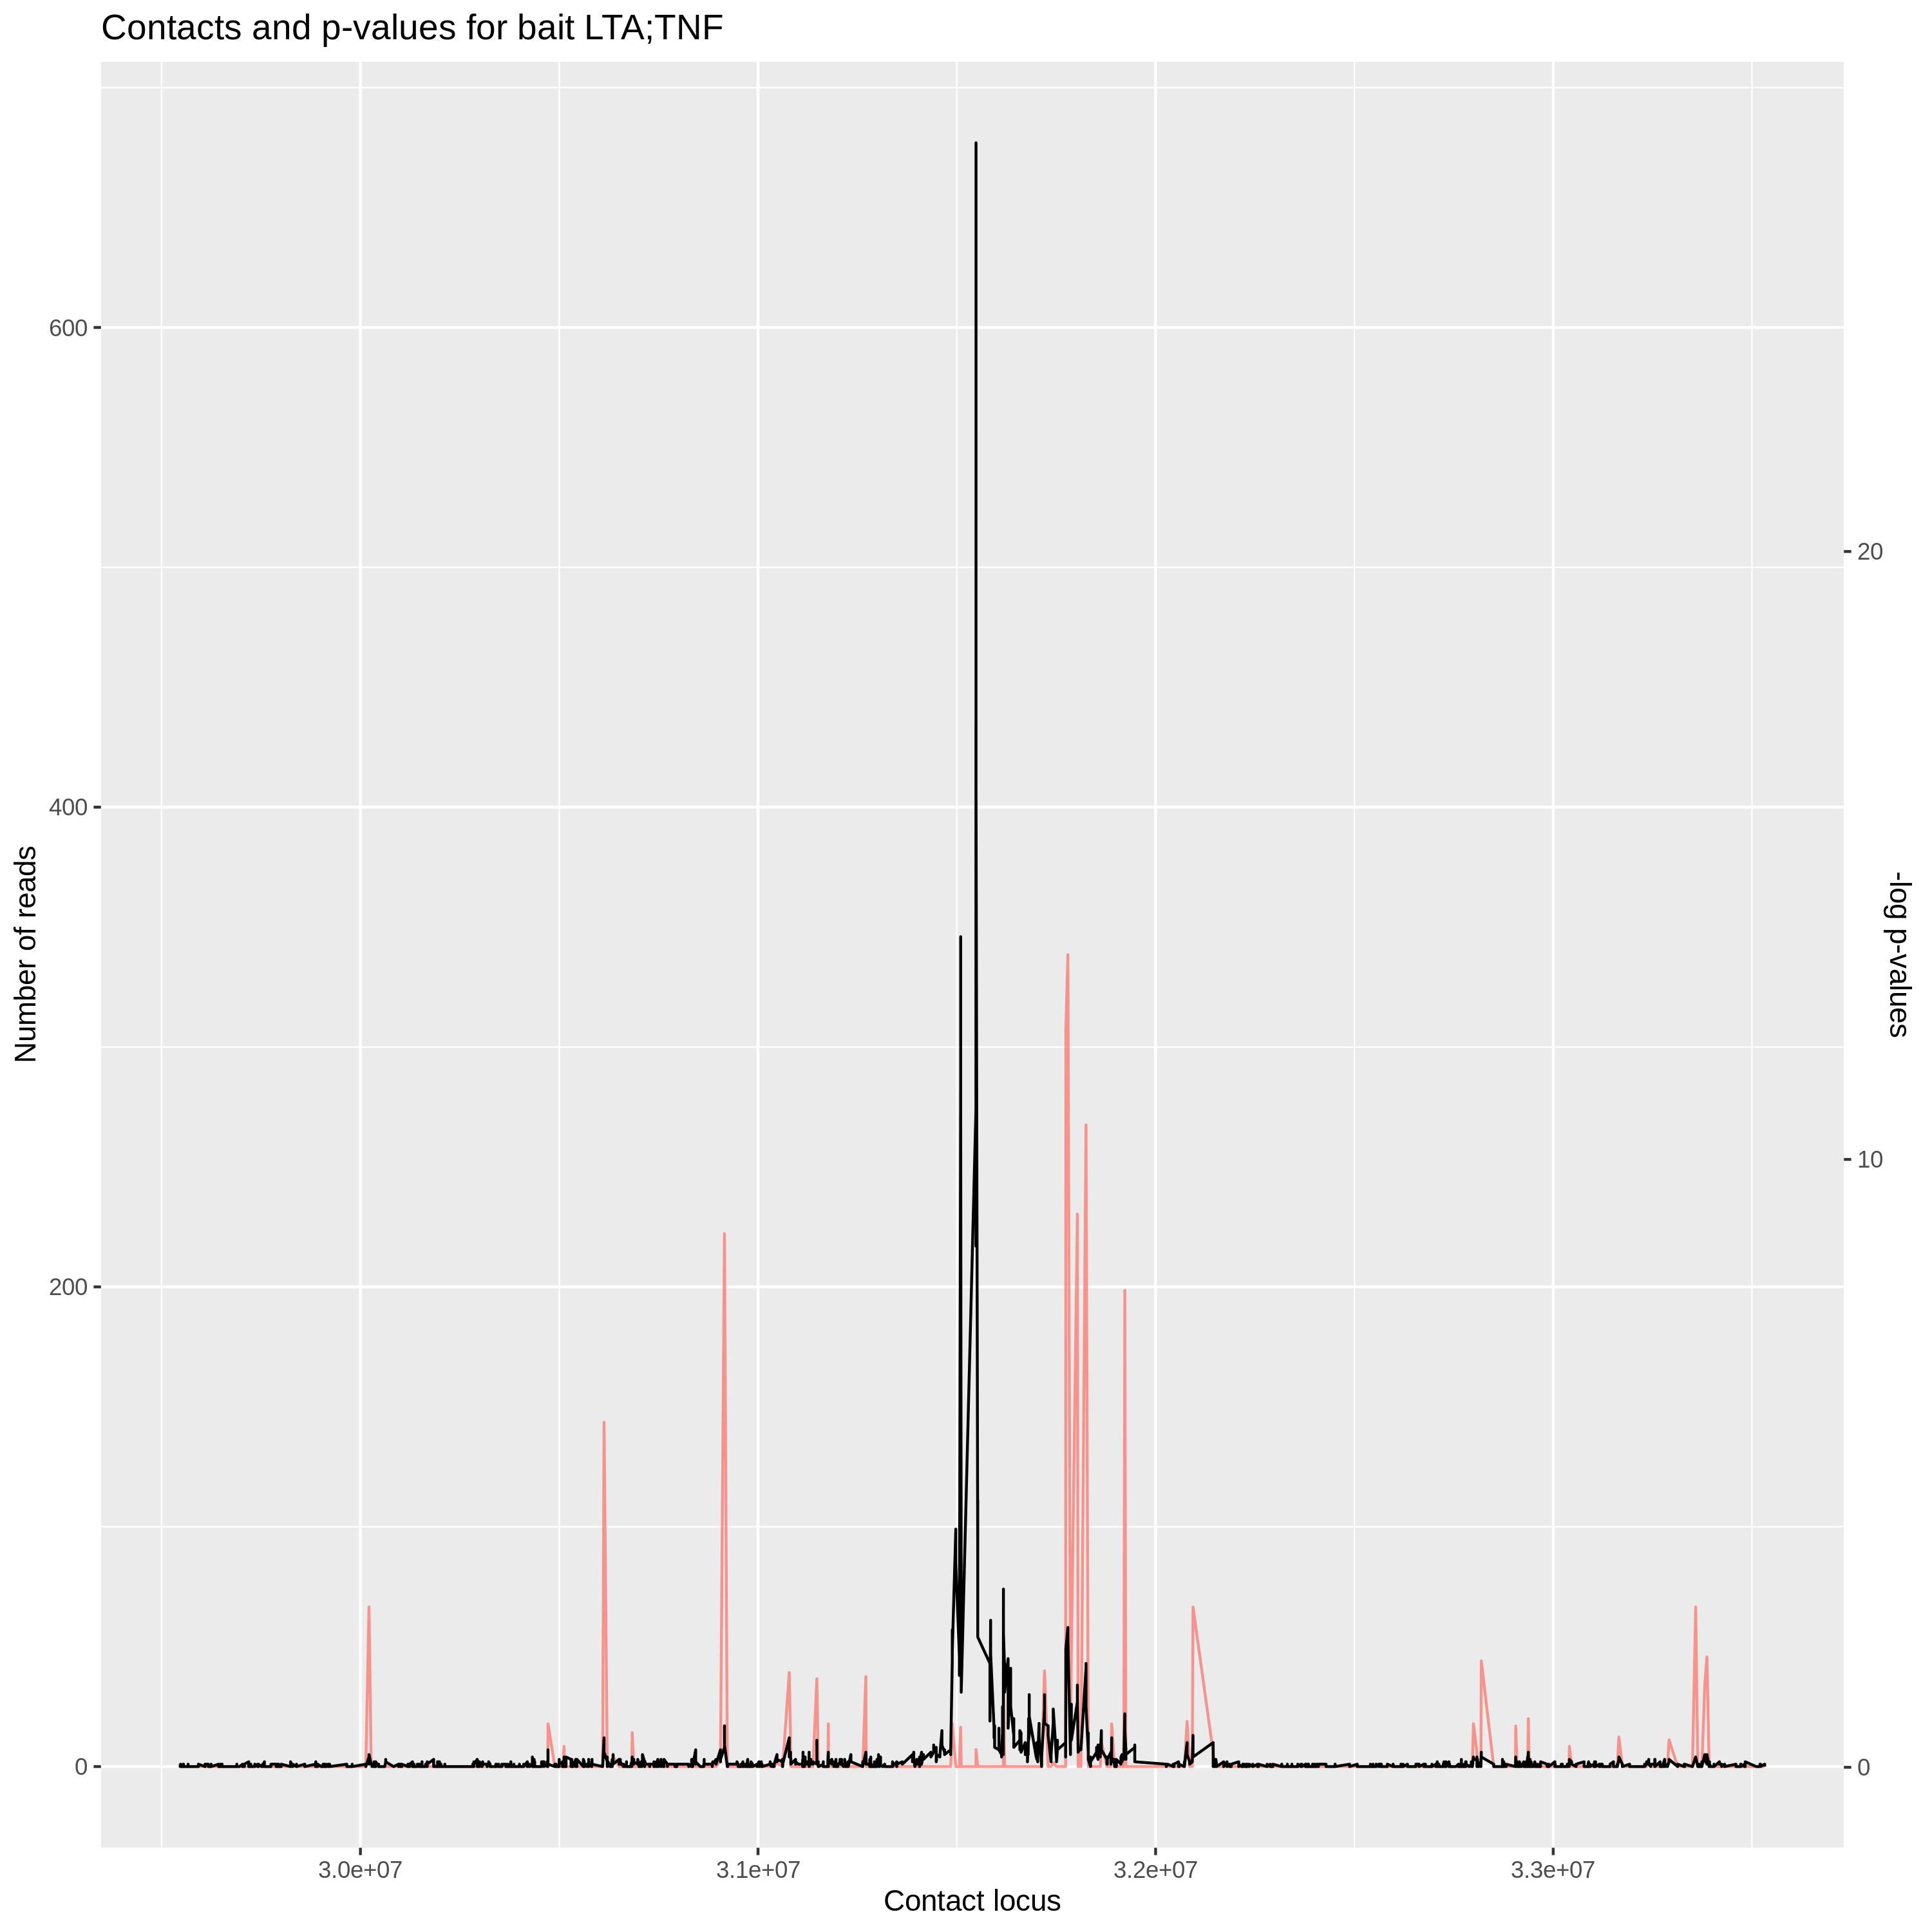 Contacts and p-values for bait LTA;TNF
600
400
200
0
Number of reads
20
10
0
-log p-values
3.0e+07
3.1e+07
3.2e+07
3.3e+07
Contact locus